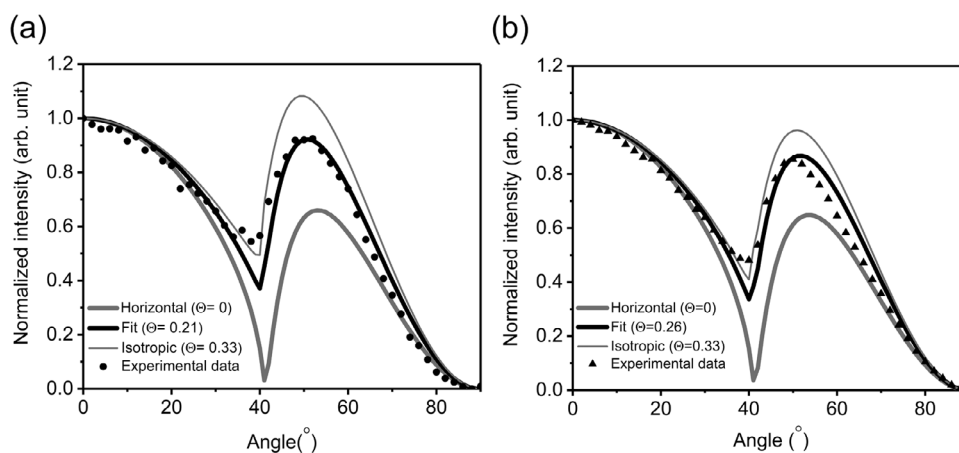 (a)
Normalized intensity (arb. unit)
1.2
1.0
0.8
0.6
0.4
0.2
0.0
Horizontal (Θ= 0)
Fit (Θ= 0.21)
Isotropic (Θ= 0.33)
Experimental data
0 20 40 60 80
Angle(°)
(b)
Normalized intensity (arb. unit)
1.2
1.0
0.8
0.6
0.4
0.2
0.0
Horizontal (Θ=0)
Fit (Θ=0.26)
Isotropic (Θ=0.33)
Experimental data
0 20 40 60 80
Angle (°)